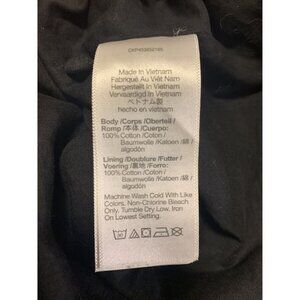 Made In Vietnam
Fabriqué Au Viêt Nam
Hergestellt In Vietnam
Vervaardigd In Vietnam
ベトナム製
hecho en vietnam
Body /Corps /Oberteil /
Romp /本体 /Cuerpo:
100% Cotton /Coton /
Baumwolle /Katoen /綿 /
algodón
Lining /Doublure /Futter /
Voering /裏地 /Forro:
100% Cotton /Coton /
Baumwolle /Katoen /綿 /
algodón
Machine Wash Cold With Like
Colors. Non-Chlorine Bleach
Only. Tumble Dry Low. Iron
On Lowest Setting.